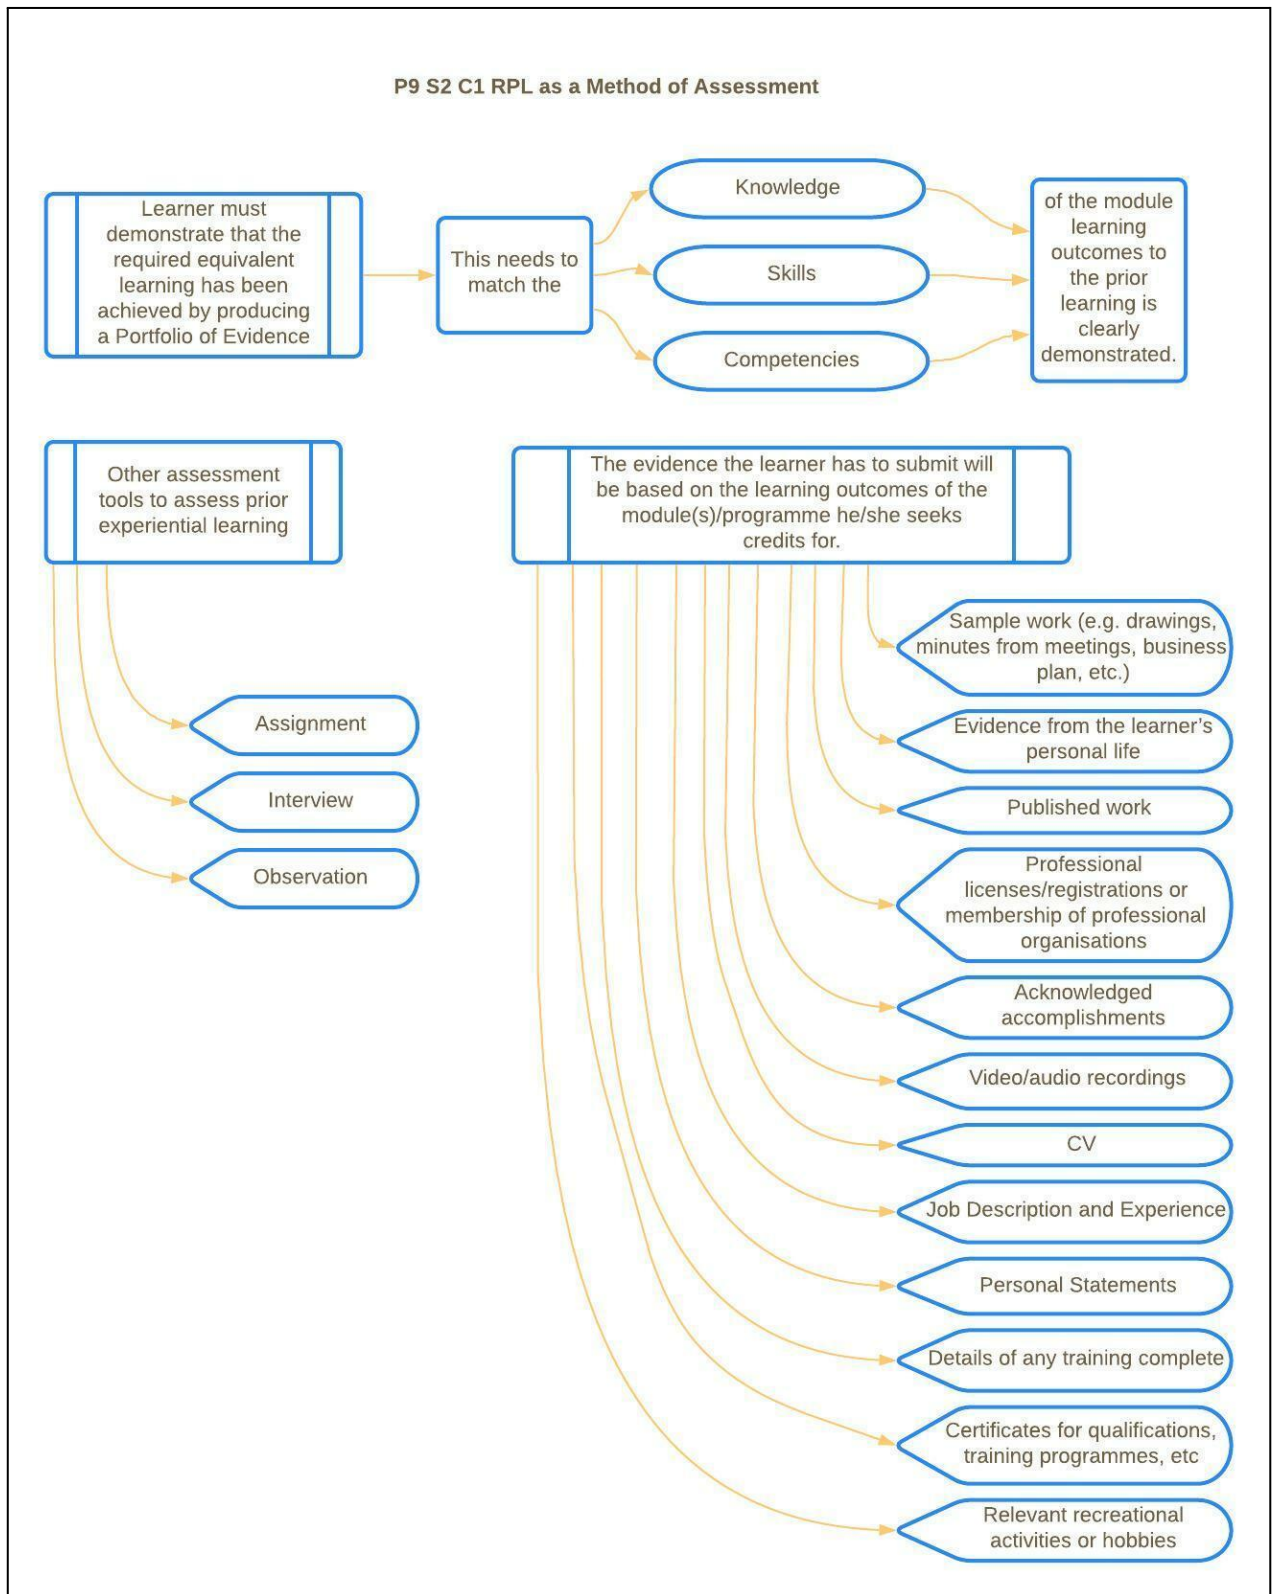 P9 S2 C1 RPL as a Method of Assessment
Learner must
demonstrate that the
required equivalent
learning has been
achieved by producing
a Portfolio of Evidence
This needs to
match the
Knowledge
Skills
Competencies
of the module
learning
outcomes to
the prior
learning is
clearly
demonstrated.
Other assessment
tools to assess prior
experiential learning
Assignment
Interview
Observation
The evidence the learner has to submit will
be based on the learning outcomes of the
module(s)/programme he/she seeks
credits for.
Sample work (e.g. drawings,
minutes from meetings, business
plan, etc.)
Evidence from the learner’s
personal life
Published work
Professional
licenses/registrations or
membership of professional
organisations
Acknowledged
accomplishments
Video/audio recordings
CV
Job Description and Experience
Personal Statements
Details of any training complete
Certificates for qualifications,
training programmes, etc
Relevant recreational
activities or hobbies